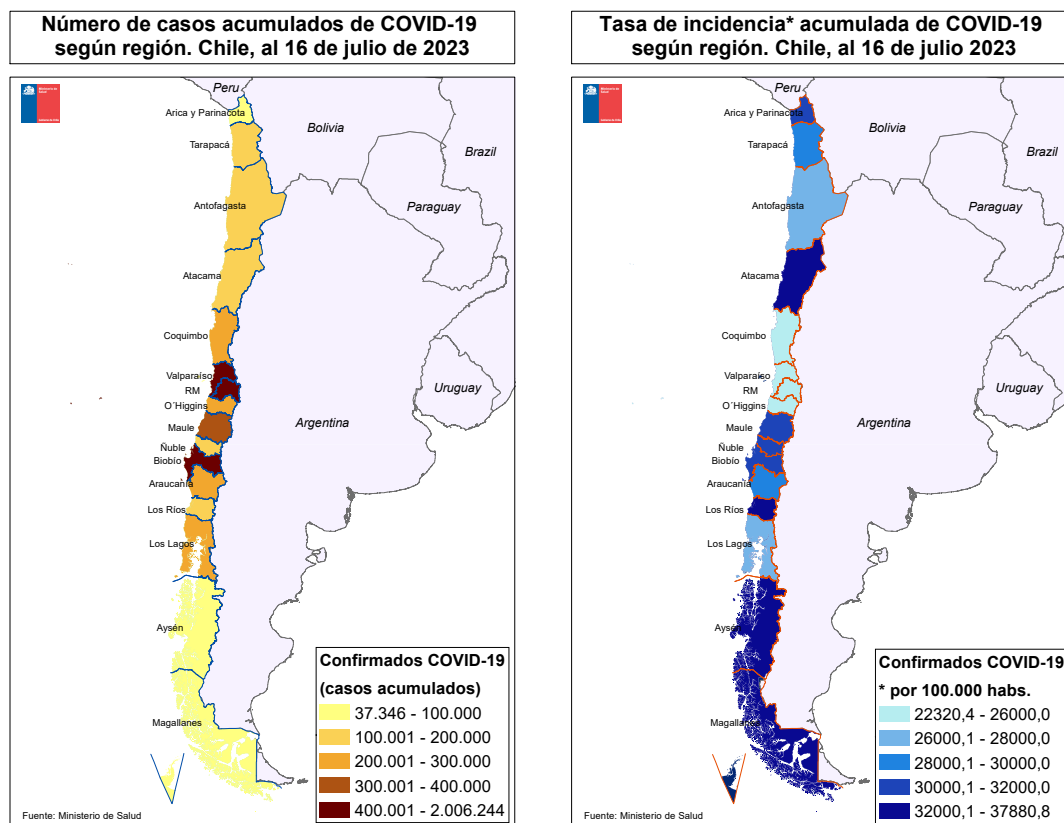 Número de casos acumulados de COVID-19
según región. Chile, al 16 de julio de 2023
Ministerio de
Salud
Peru
Arica y Parinacota
Bolivia
Tarapacá
Brazil
Antofagasta
Paraguay
Atacama
Coquimbo
Valparaíso
RM
Uruguay
O´Higgins
Argentina
Maule
Ñuble
Biobío
Araucanía
Los Ríos
Los Lagos
Aysén
Magallanes
Confirmados COVID-19
(casos acumulados)
37.346 - 100.000
100.001 - 200.000
200.001 - 300.000
300.001 - 400.000
400.001 - 2.006.244
Fuente: Ministerio de Salud
Tasa de incidencia* acumulada de COVID-19
según región. Chile, al 16 de julio 2023
Ministerio de
Salud
Peru
Arica y Parinacota
Bolivia
Tarapacá
Brazil
Antofagasta
Paraguay
Atacama
Coquimbo
Valparaíso
RM
Uruguay
O´Higgins
Argentina
Maule
Ñuble
Biobío
Araucanía
Los Ríos
Los Lagos
Aysén
Magallanes
Confirmados COVID-19
* por 100.000 habs.
22320,4 - 26000,0
26000,1 - 28000,0
28000,1 - 30000,0
30000,1 - 32000,0
32000,1 - 37880,8
Fuente: Ministerio de Salud